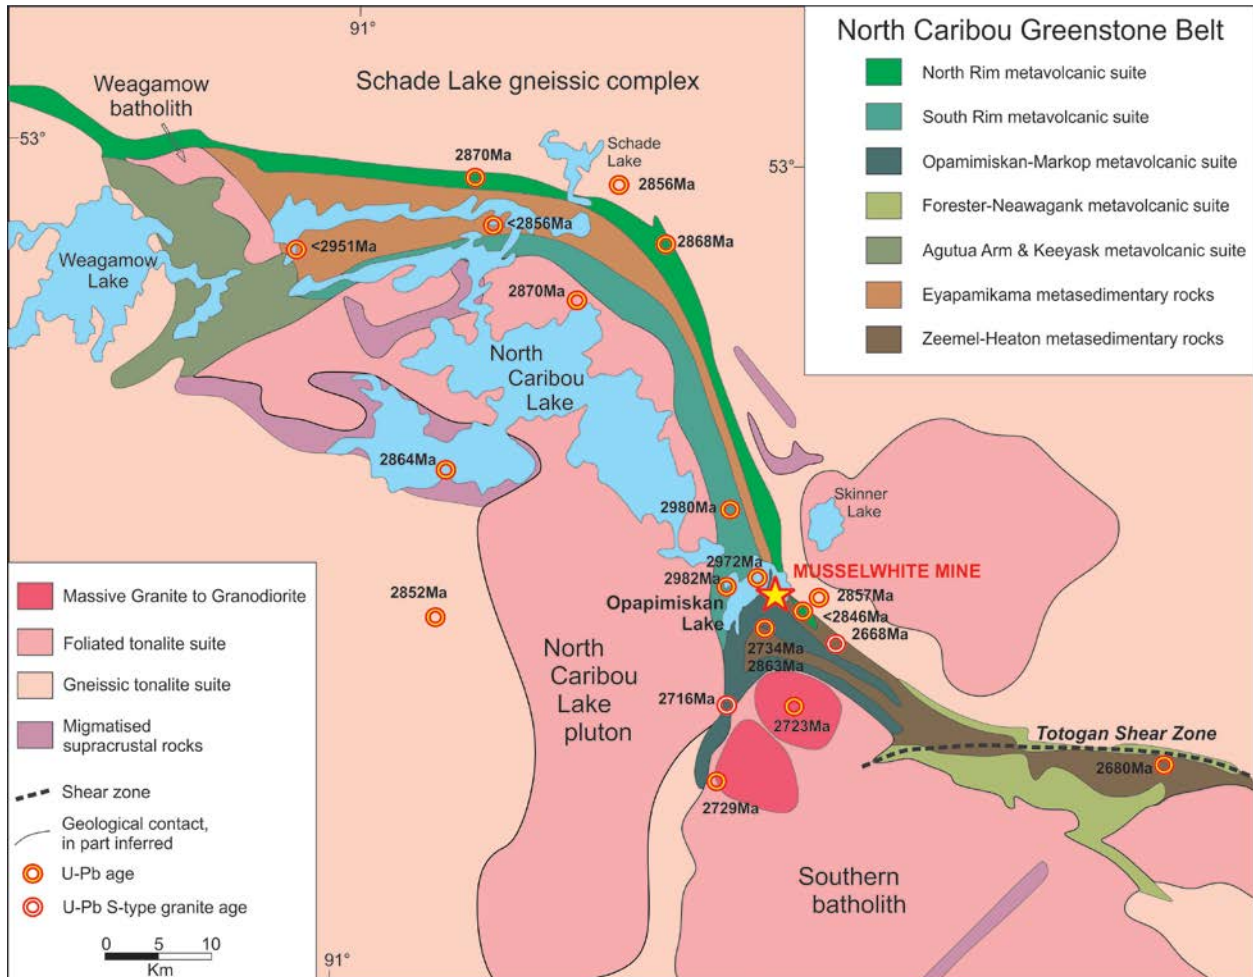 91°
North Caribou Greenstone Belt
North Rim metavolcanic suite
South Rim metavolcanic suite
Opamimiskan-Markop metavolcanic suite
Forester-Neawagank metavolcanic suite
Agutua Arm & Keeyask metavolcanic suite
Eyapamikama metasedimentary rocks
Zeemel-Heaton metasedimentary rocks
Schade Lake gneissic complex
Weagamow
batholith
53°
53°
2870Ma
Schade
Lake
2856Ma
<2856Ma
<2951Ma
2868Ma
Weagamow
Lake
2870Ma
North
Caribou
Lake
2864Ma
2980Ma
Skinner
Lake
2972Ma
2982Ma
MUSSELWHITE MINE
Opapimiskan
Lake
2857Ma
<2846Ma
2668Ma
2852Ma
2734Ma
2863Ma
North
Caribou
Lake
pluton
2716Ma
2723Ma
2729Ma
Totogan Shear Zone
2680Ma
Southern
batholith
Massive Granite to Granodiorite
Foliated tonalite suite
Gneissic tonalite suite
Migmatised
supracrustal rocks
Shear zone
Geological contact,
in part inferred
U-Pb age
U-Pb S-type granite age
0 5 10
Km
91°